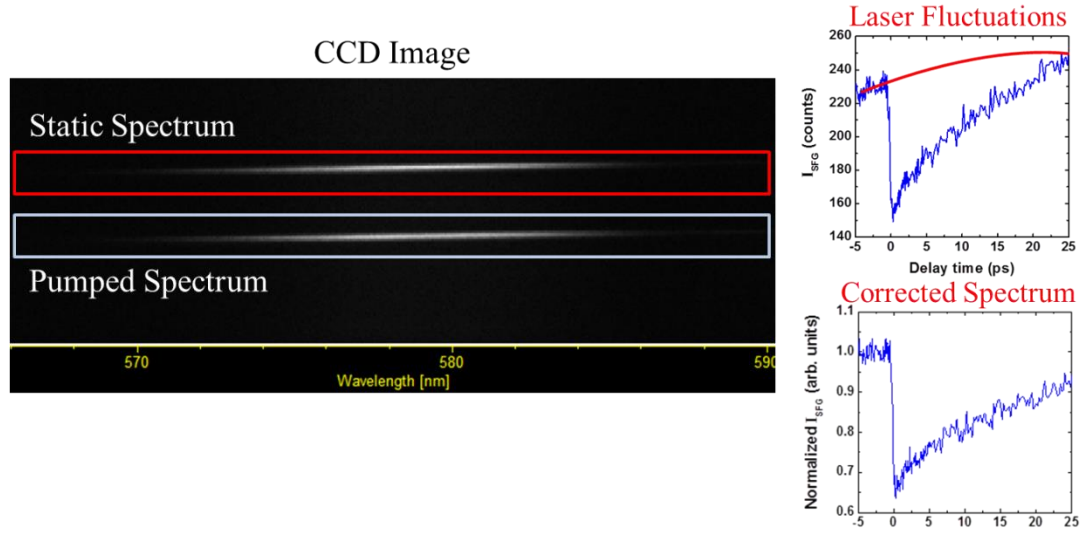 CCD Image
Static Spectrum
Pumped Spectrum
570
580
590
Wavelength [nm]
Laser Fluctuations
260
240
220
200
180
160
140
I_SFG (counts)
-5 0 5 10 15 20 25
Delay time (ps)
Corrected Spectrum
1.1
1.0
0.9
0.8
0.7
0.6
Normalized I_SFG (arb. units)
-5 0 5 10 15 20 25